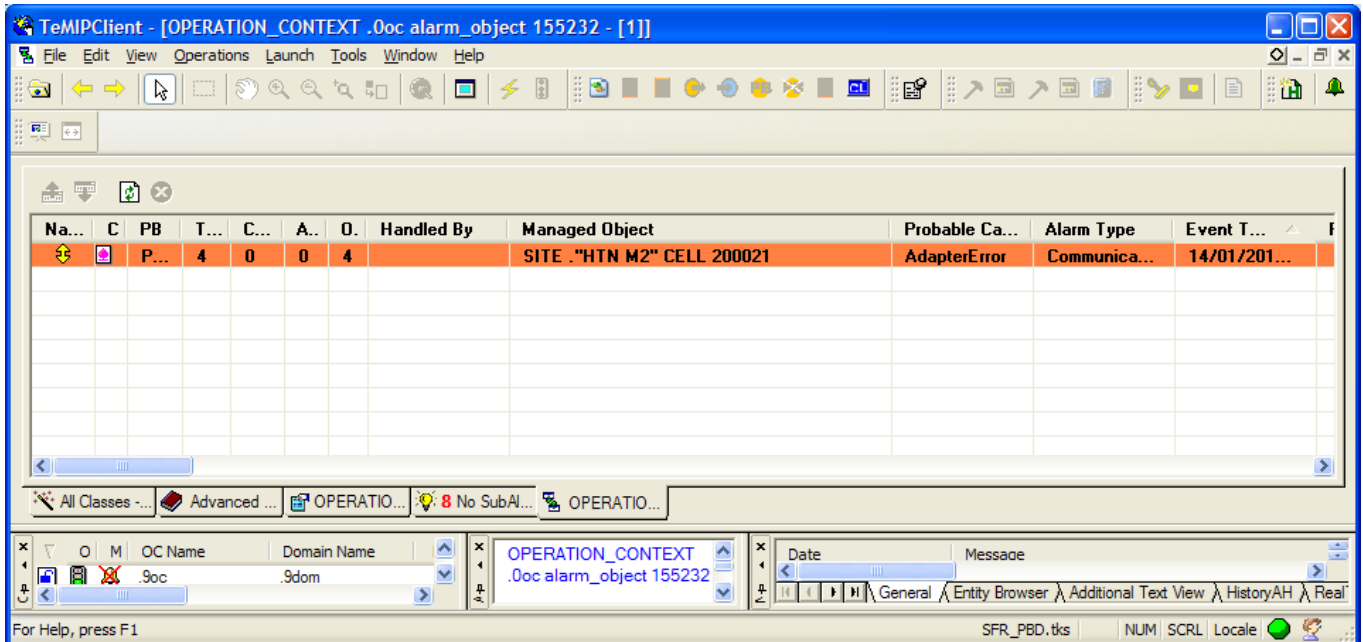 TeMIPClient - [OPERATION_CONTEXT .0oc alarm_object 155232 - [1]]
File Edit View Operations Launch Tools Window Help
Na... C PB T... C... A.. O. Handled By Managed Object Probable Ca... Alarm Type Event T...
P... 4 0 0 4 SITE ."HTN M2" CELL 200021 AdapterError Communica... 14/01/201...
All Classes -... Advanced ... OPERATIO... 8 No SubAl... OPERATIO...
O M OC Name Domain Name
.9oc .9dom
OPERATION_CONTEXT
.0oc alarm_object 155232
Date Message
General Entity Browser Additional Text View HistoryAH Real
For Help, press F1 SFR_PBD.tks NUM SCRL Locale